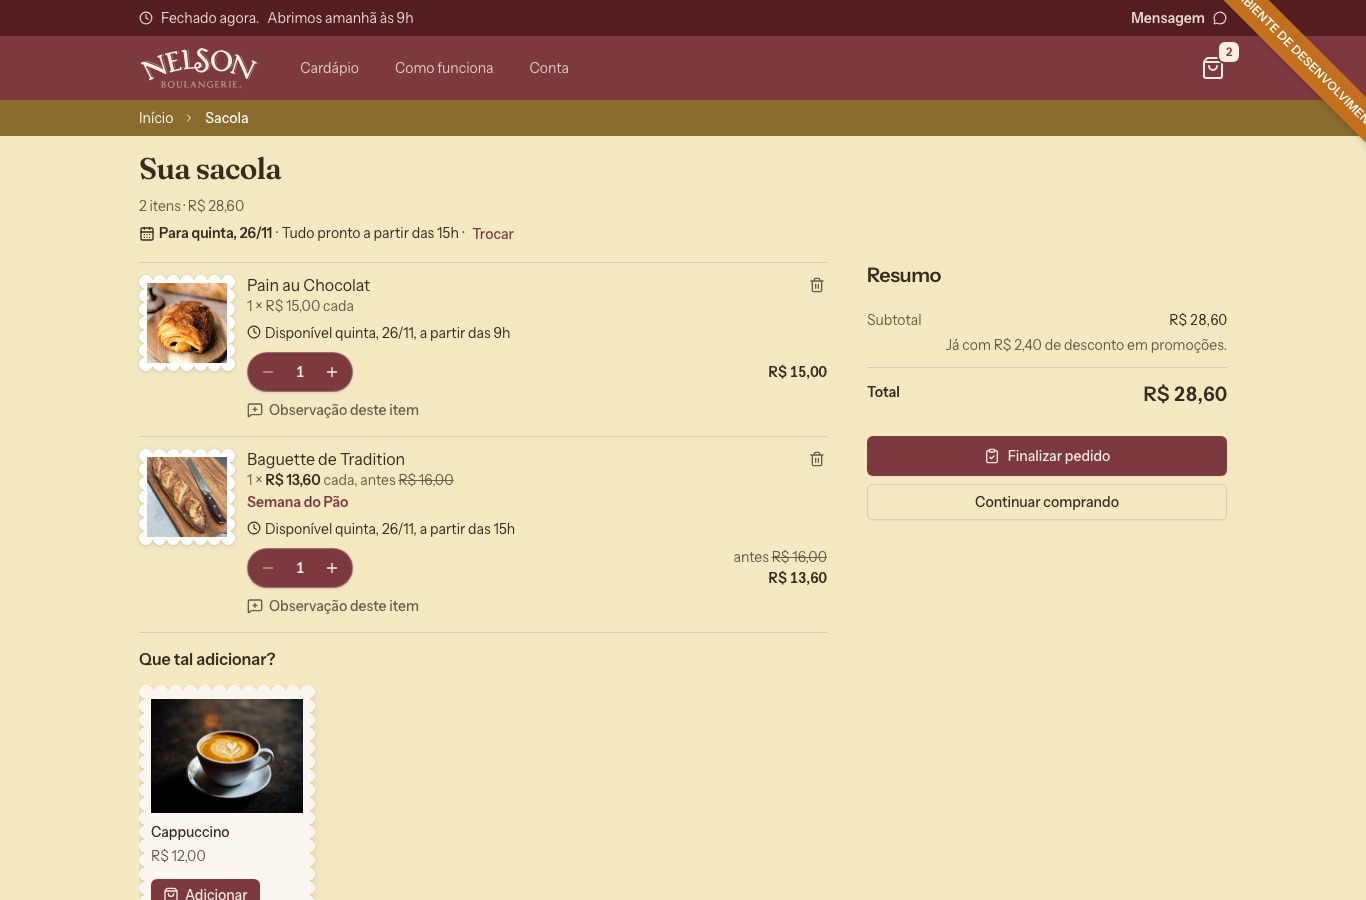 Fechado agora. Abrimos amanhã às 9h
Mensagem
NELSON
BOULANGERIE
Cardápio
Como funciona
Conta
2
Início
Sacola
Sua sacola
2 itens · R$ 28,60
Para quinta, 26/11 · Tudo pronto a partir das 15h · Trocar
Pain au Chocolat
1 × R$ 15,00 cada
Disponível quinta, 26/11, a partir das 9h
1
R$ 15,00
Observação deste item
Baguette de Tradition
1 × R$ 13,60 cada, antes R$ 16,00
Semana do Pão
Disponível quinta, 26/11, a partir das 15h
1
antes R$ 16,00
R$ 13,60
Observação deste item
Que tal adicionar?
Cappuccino
R$ 12,00
Adicionar
Resumo
Subtotal
R$ 28,60
Já com R$ 2,40 de desconto em promoções.
Total
R$ 28,60
Finalizar pedido
Continuar comprando